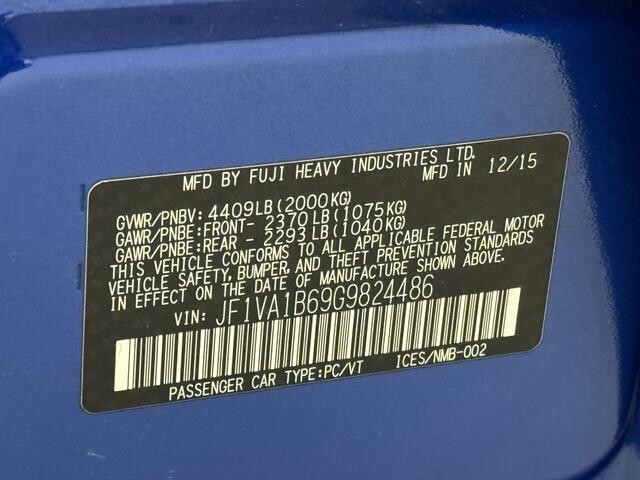 MFD BY FUJI HEAVY INDUSTRIES LTD.
MFD IN 12/15
GVWR/PNBV: 4409LB(2000KG)
GAWR/PNBE:FRONT- 2370LB(1075KG)
GAWR/PNBE:REAR - 2293LB(1040KG)
THIS VEHICLE CONFORMS TO ALL APPLICABLE FEDERAL MOTOR
VEHICLE SAFETY, BUMPER, AND THEFT PREVENTION STANDARDS
IN EFFECT ON THE DATE OF MANUFACTURE SHOWN ABOVE.
VIN: JF1VA1B69G9824486
PASSENGER CAR TYPE:PC/VT ICES/NMB-002